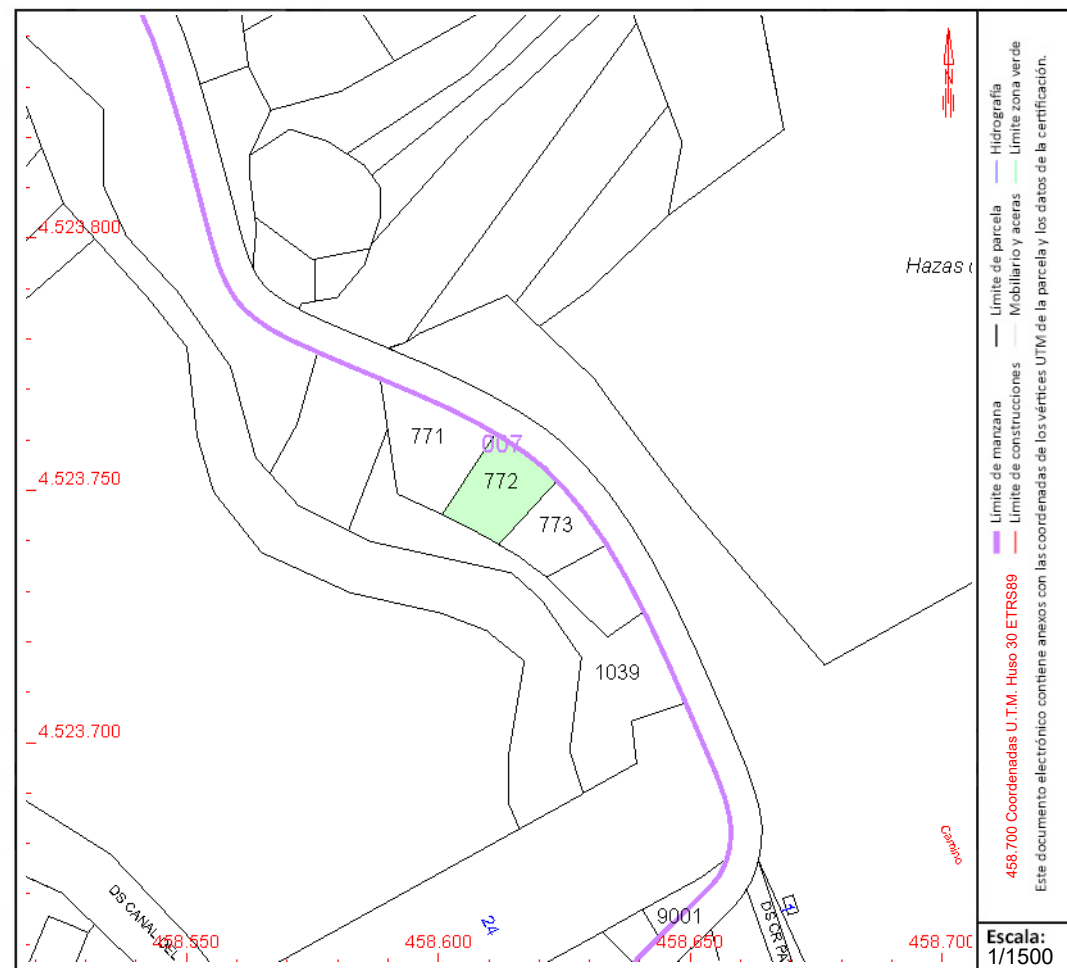 4.523.800
Hazas
771
007
772
4.523.750
773
1039
4.523.700
Camino
DS CANAL DEL
24
9001
DS CR PA
458.550
458.600
458.650
458.700
Hidrografía
Límite zona verde
Límite de parcela
Mobiliario y aceras
Límite de manzana
Límite de construcciones
458.700 Coordenadas U.T.M. Huso 30 ETRS89
Este documento electrónico contiene anexos con las coordenadas de los vértices UTM de la parcela y los datos de la certificación.
Escala:
1/1500